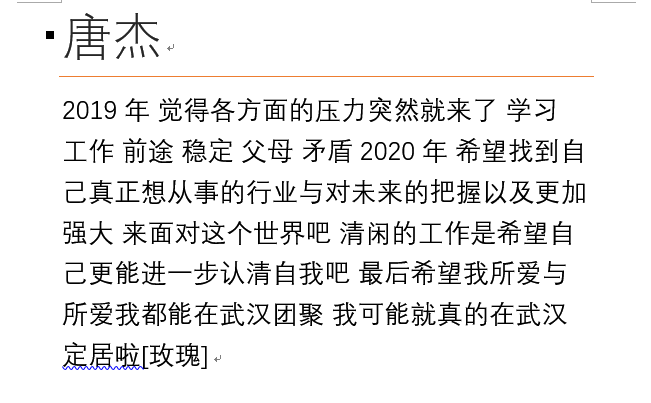 唐杰
2019 年 觉得各方面的压力突然就来了 学习
工作 前途 稳定 父母 矛盾 2020 年 希望找到自
己真正想从事的行业与对未来的把握以及更加
强大 来面对这个世界吧 清闲的工作是希望自
己更能进一步认清自我吧 最后希望我所爱与
所爱我都能在武汉团聚 我可能就真的在武汉
定居啦[玫瑰]